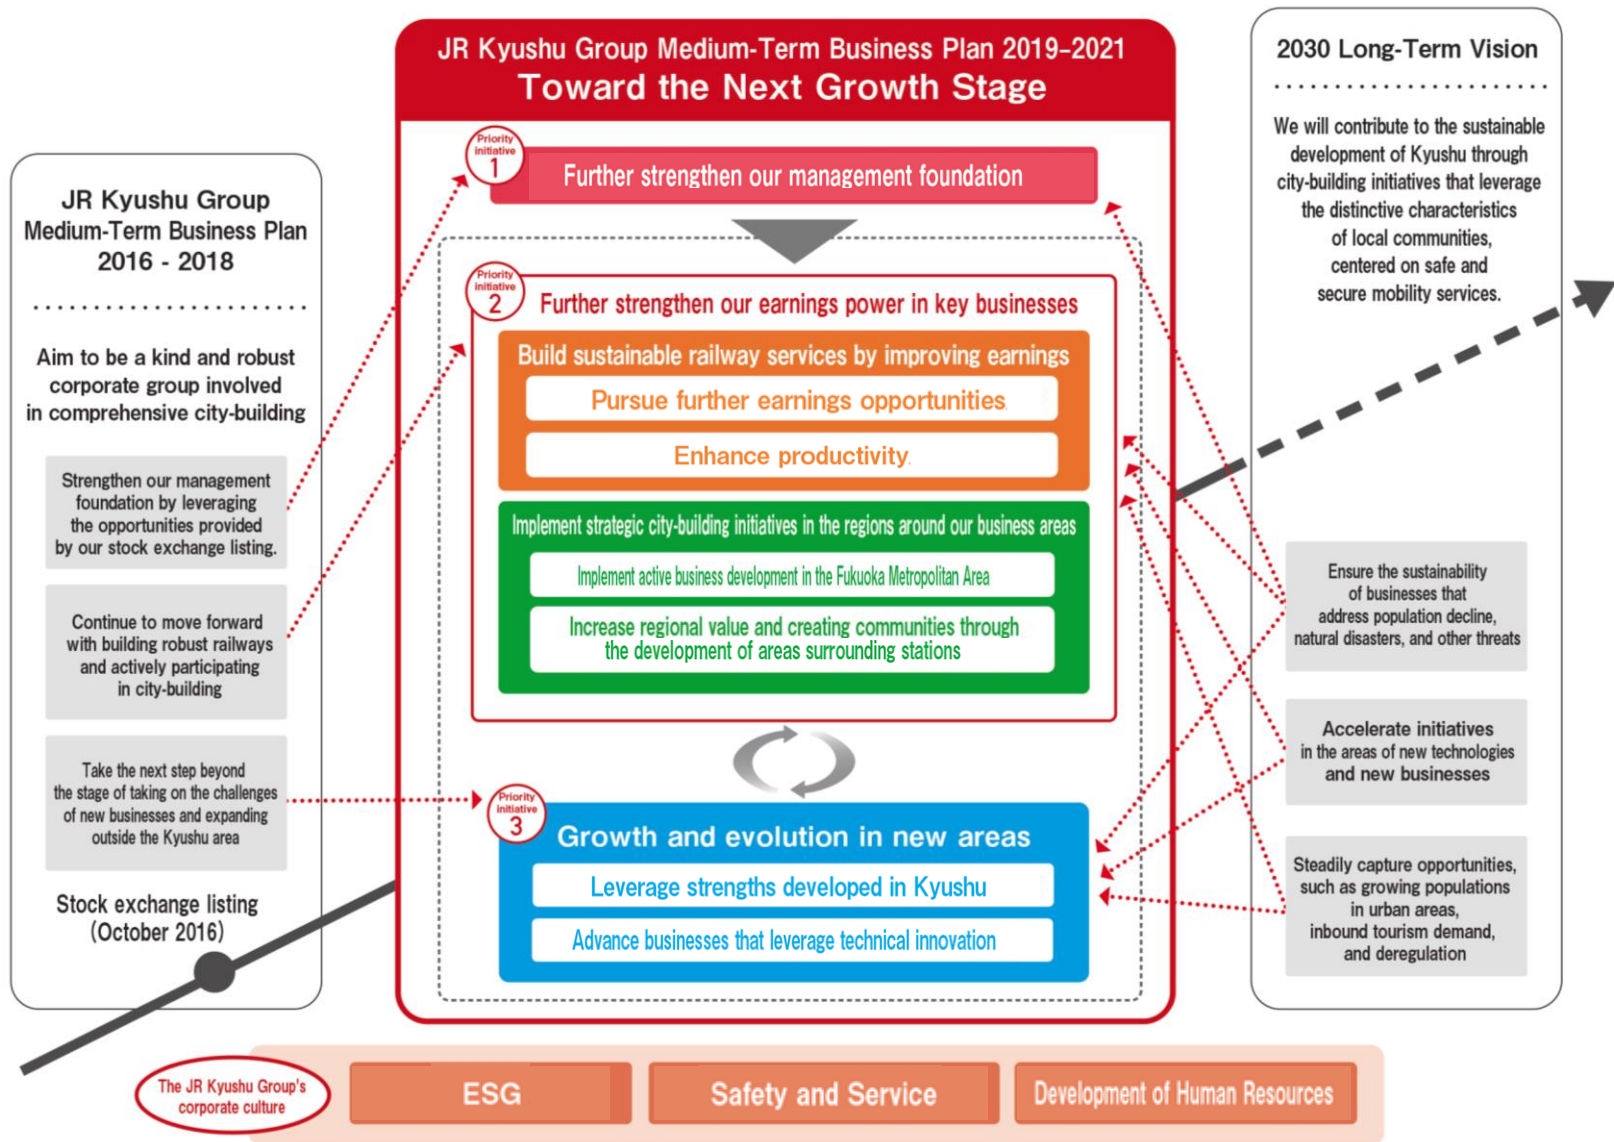 JR Kyushu Group
Medium-Term Business Plan
2016 - 2018
Aim to be a kind and robust
corporate group involved
in comprehensive city-building
Strengthen our management
foundation by leveraging
the opportunities provided
by our stock exchange listing.
Continue to move forward
with building robust railways
and actively participating
in city-building
Take the next step beyond
the stage of taking on the challenges
of new businesses and expanding
outside the Kyushu area
Stock exchange listing
(October 2016)
JR Kyushu Group Medium-Term Business Plan 2019–2021
Toward the Next Growth Stage
Priority
initiative
1
Further strengthen our management foundation
Priority
initiative
2
Further strengthen our earnings power in key businesses
Build sustainable railway services by improving earnings
Pursue further earnings opportunities
Enhance productivity.
Implement strategic city-building initiatives in the regions around our business areas
Implement active business development in the Fukuoka Metropolitan Area
Increase regional value and creating communities through
the development of areas surrounding stations
Priority
initiative
3
Growth and evolution in new areas
Leverage strengths developed in Kyushu
Advance businesses that leverage technical innovation
2030 Long-Term Vision
We will contribute to the sustainable
development of Kyushu through
city-building initiatives that leverage
the distinctive characteristics
of local communities,
centered on safe and
secure mobility services.
Ensure the sustainability
of businesses that
address population decline,
natural disasters, and other threats
Accelerate initiatives
in the areas of new technologies
and new businesses
Steadily capture opportunities,
such as growing populations
in urban areas,
inbound tourism demand,
and deregulation
The JR Kyushu Group's
corporate culture
ESG
Safety and Service
Development of Human Resources